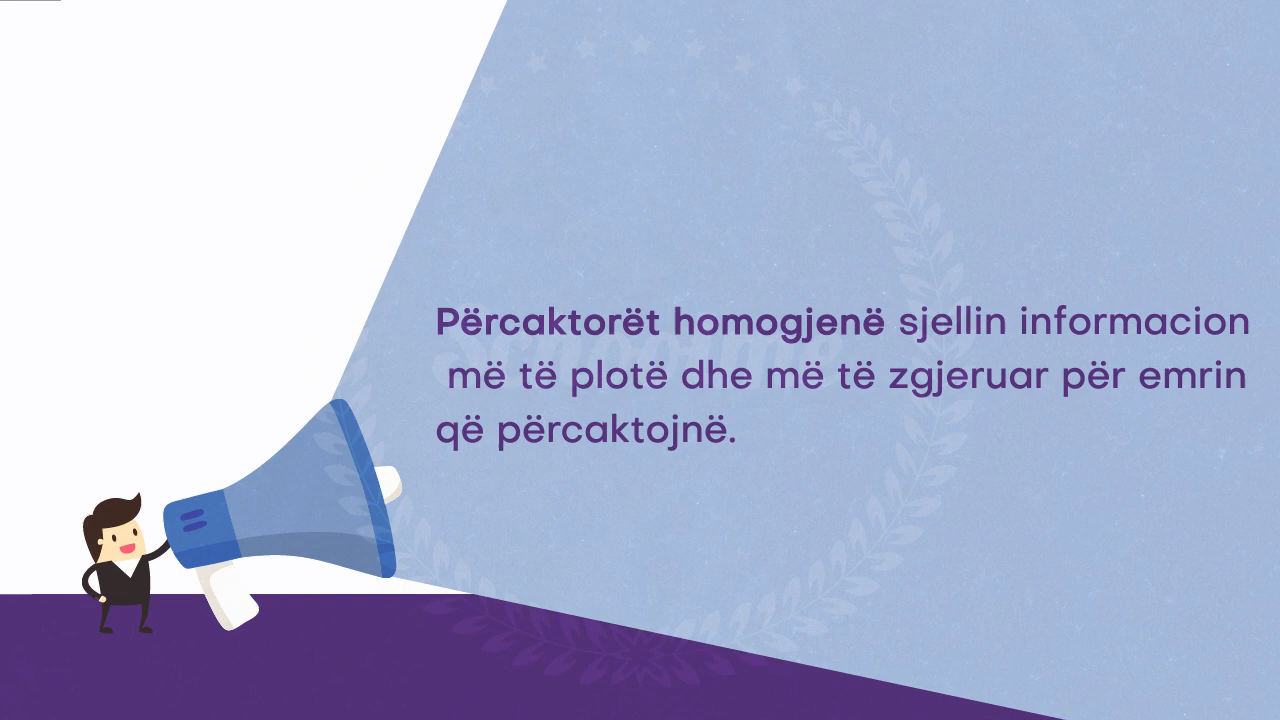 Përcaktorët homogjenë sjellin informacion
më të plotë dhe më të zgjeruar për emrin
që përcaktojnë.